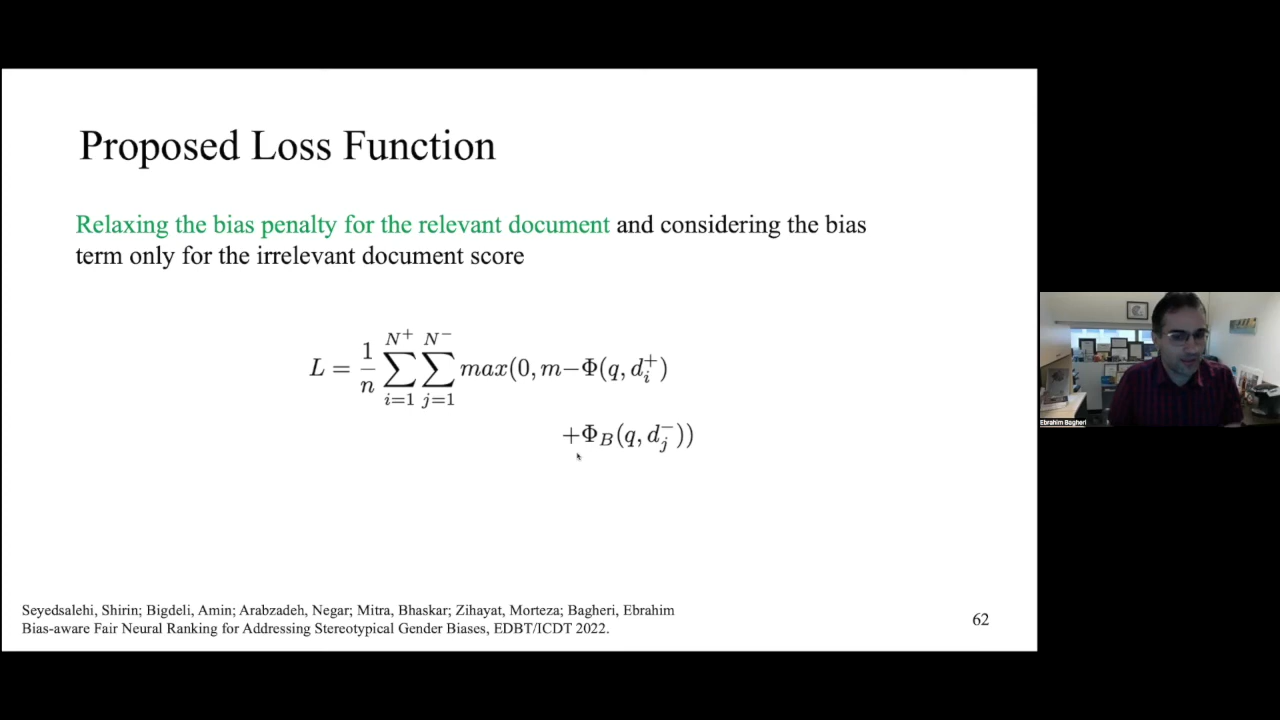 Proposed Loss Function
Relaxing the bias penalty for the relevant document and considering the bias
term only for the irrelevant document score
L = \frac{1}{n} \sum_{i=1}^{N^+} \sum_{j=1}^{N^-} max(0, m - Φ(q, d_i^+)
+Φ_B(q, d_j^-))
Seyedsalehi, Shirin; Bigdeli, Amin; Arabzadeh, Negar; Mitra, Bhaskar; Zihayat, Morteza; Bagheri, Ebrahim
Bias-aware Fair Neural Ranking for Addressing Stereotypical Gender Biases, EDBT/ICDT 2022.
62
Ebrahim Bagheri